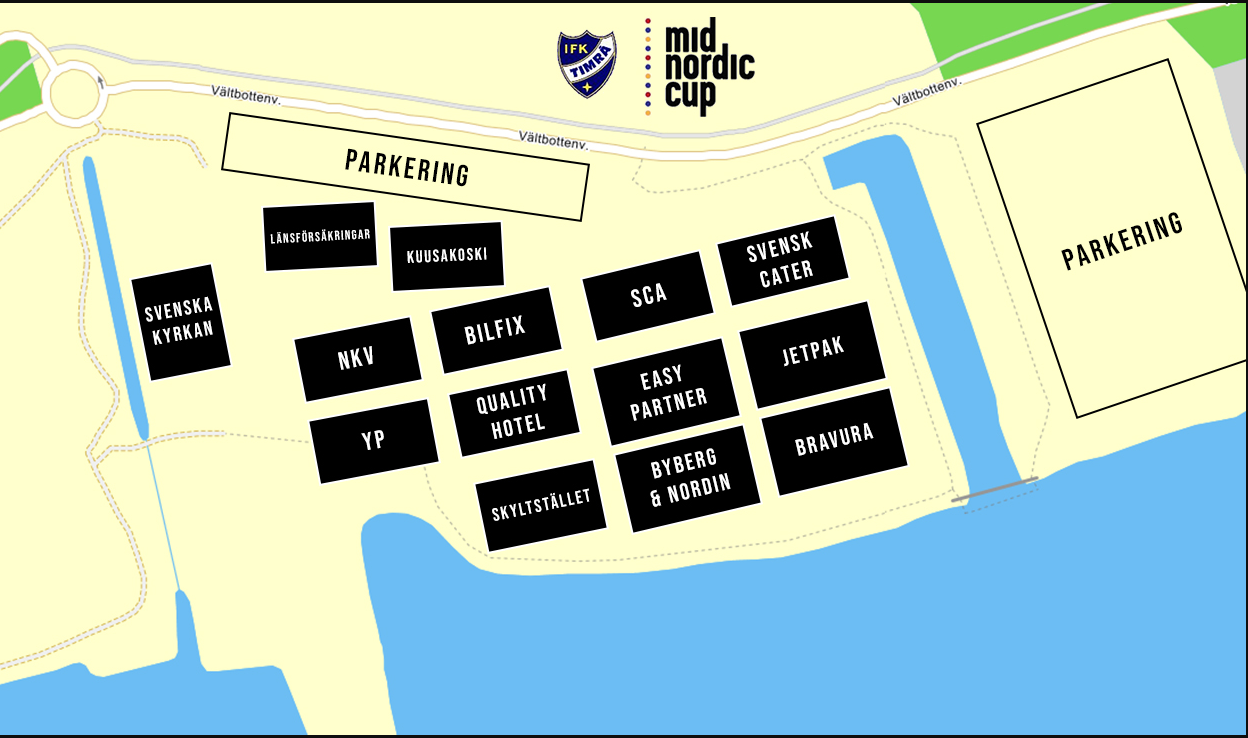 IFK
TIMRÅ
mid
nordic
cup
Vältbottenv.
Vältbottenv.
Vältbottenv.
PARKERING
PARKERING
LÄNSFÖRSÄKRINGAR
KUUSAKOSKI
SVENSKA
KYRKAN
NKV
BILFIX
SCA
SVENSK
CATER
YP
QUALITY
HOTEL
EASY
PARTNER
JETPAK
SKYLTSTÄLLET
BYBERG
& NORDIN
BRAVURA